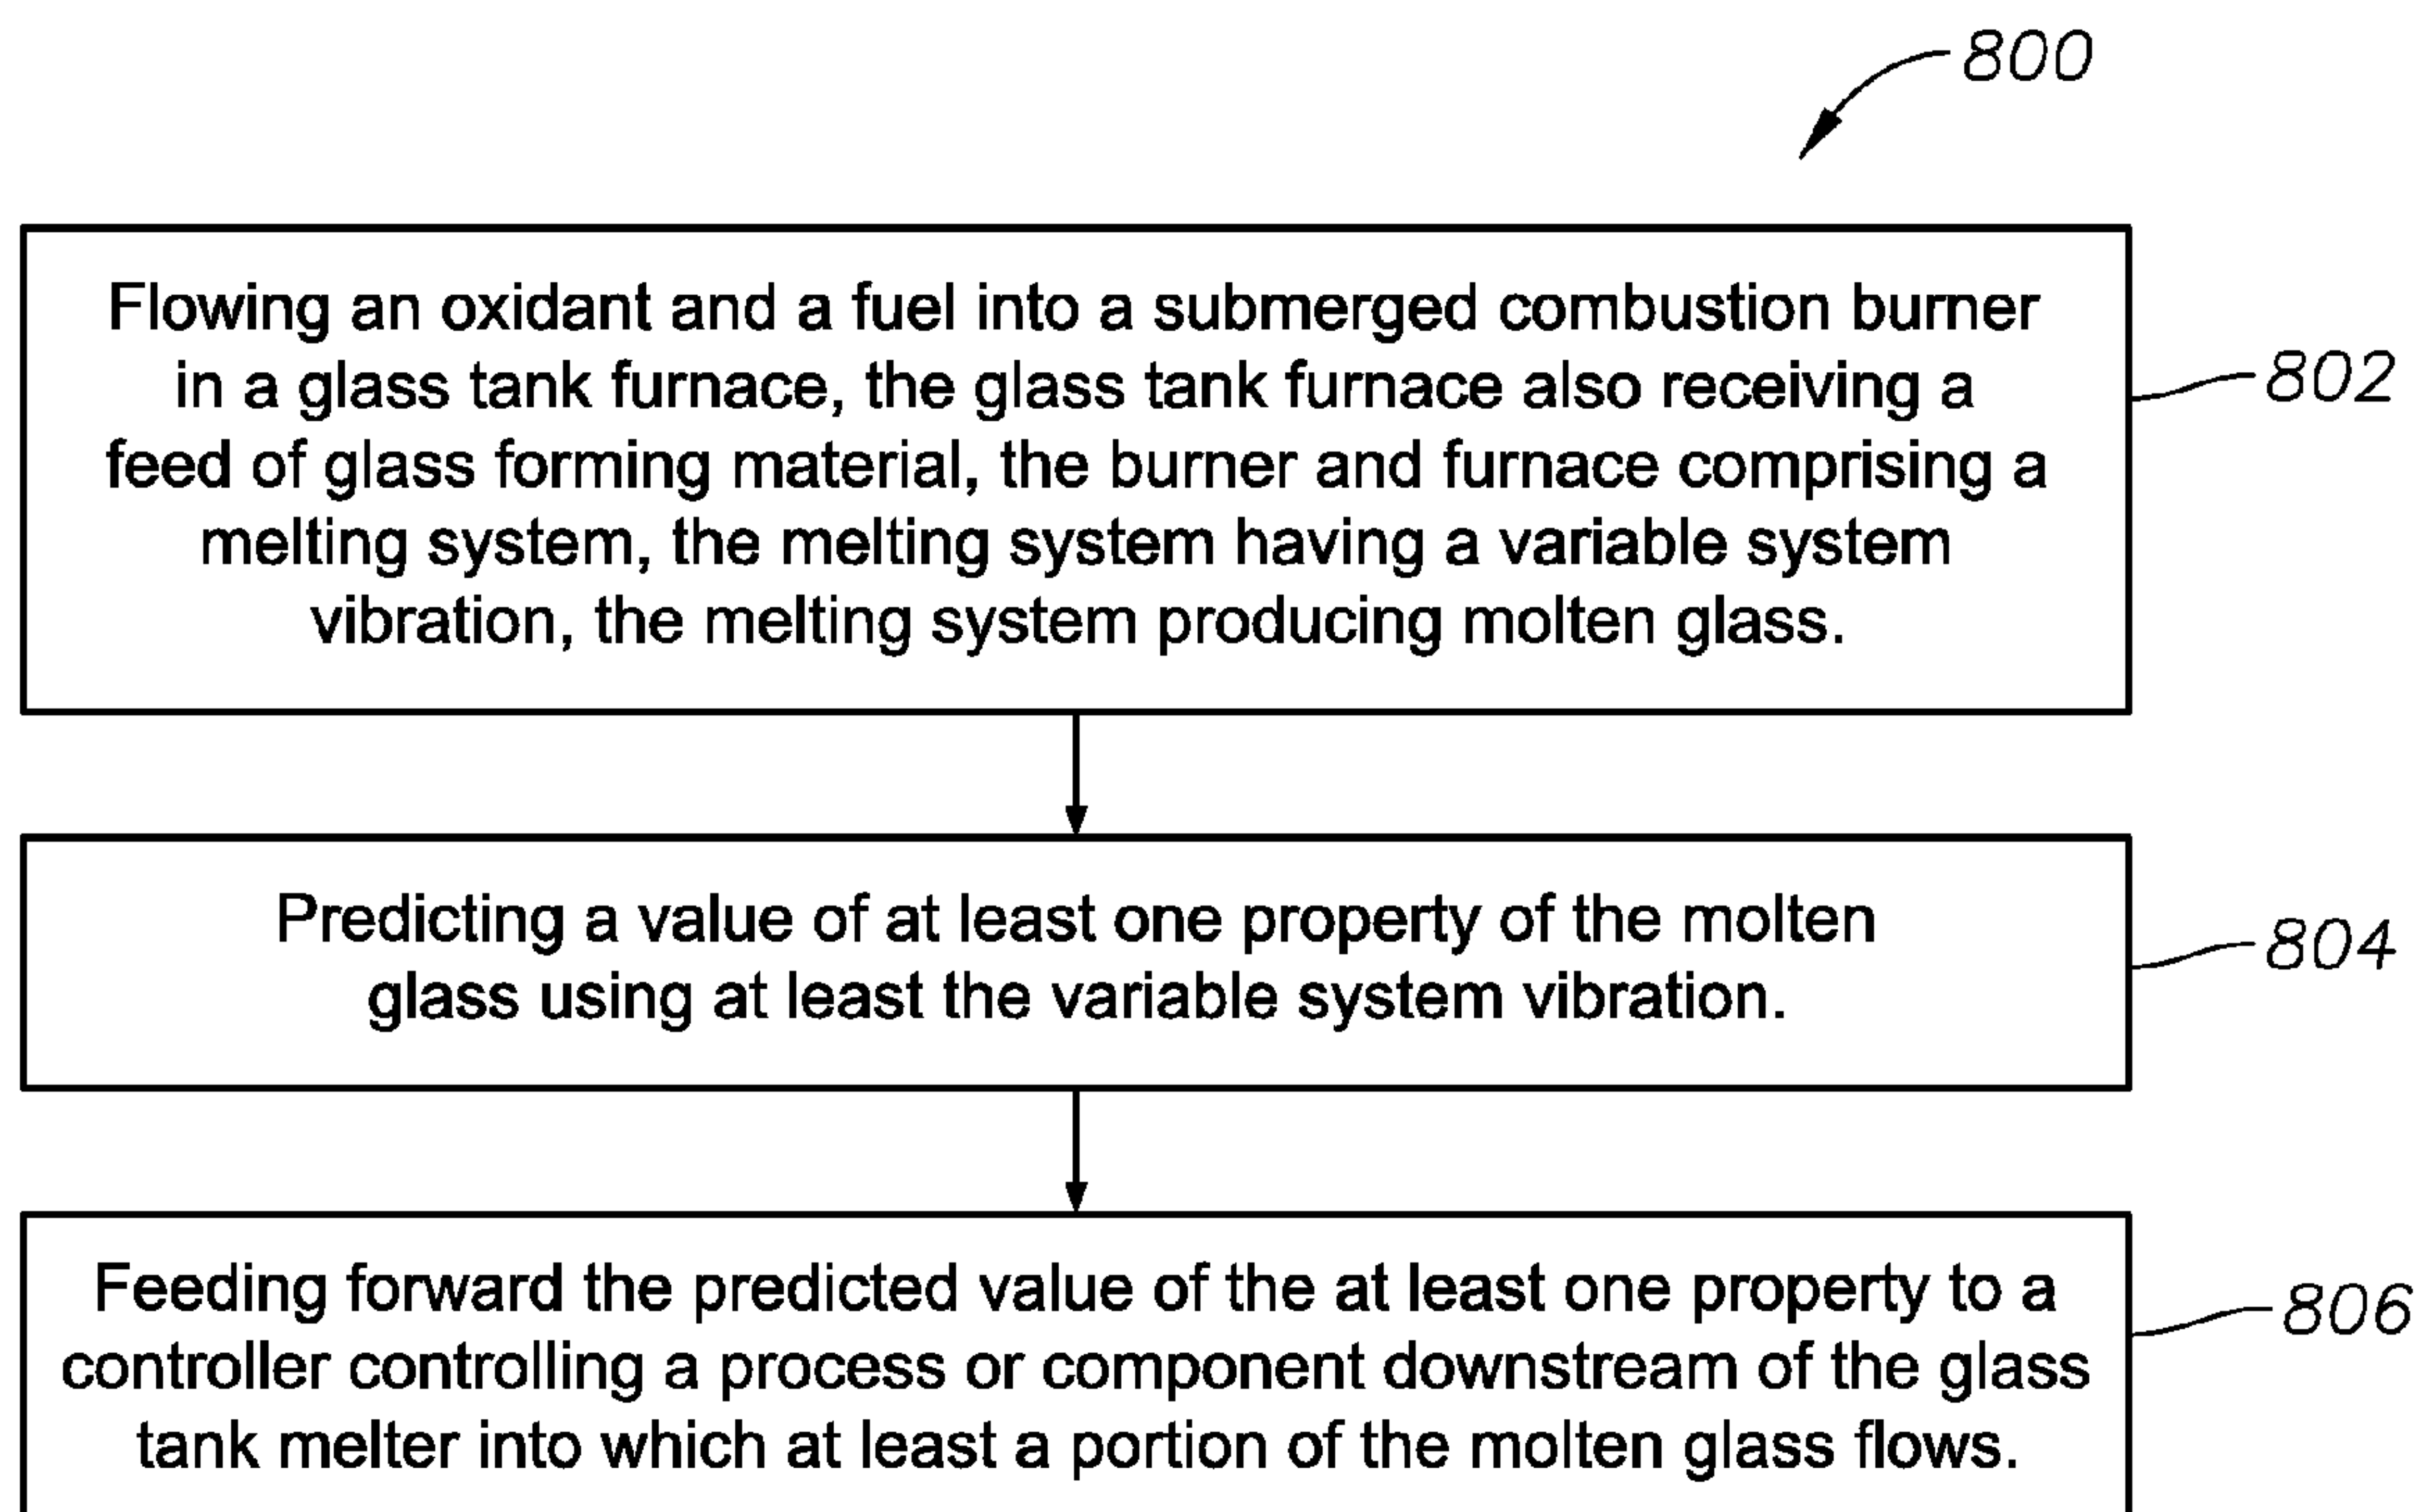 800
Flowing an oxidant and a fuel into a submerged combustion burner
in a glass tank furnace, the glass tank furnace also receiving a
feed of glass forming material, the burner and furnace comprising a
melting system, the melting system having a variable system
vibration, the melting system producing molten glass.
802
Predicting a value of at least one property of the molten
glass using at least the variable system vibration.
804
Feeding forward the predicted value of the at least one property to a
controller controlling a process or component downstream of the glass
tank melter into which at least a portion of the molten glass flows.
806